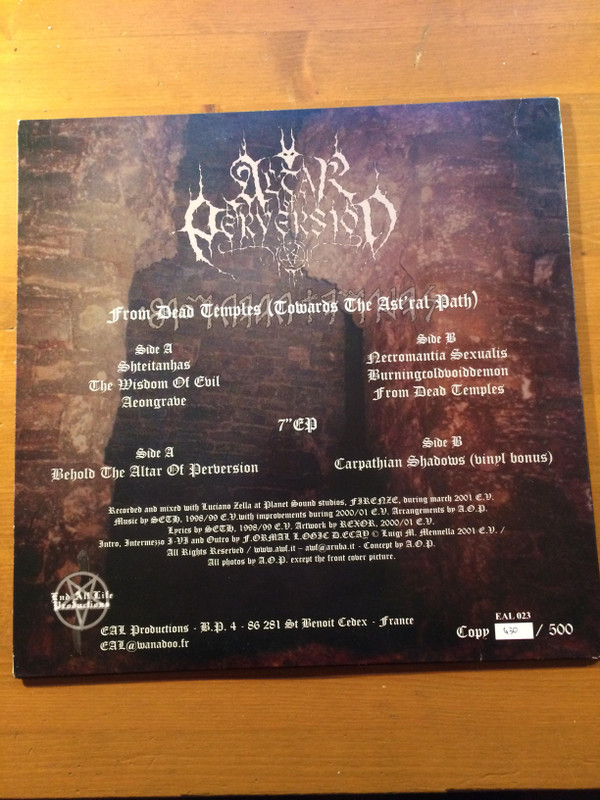 Altar Of Perversion
From Dead Temples (Towards The Ast'ral Path)
Side A
Shteitanhas
The Wisdom Of Evil
Aeongrave
Side B
Necromantia Sexualis
Burningcoldvoiddemon
From Dead Temples
7"EP
Side A
Behold The Altar Of Perversion
Side B
Carpathian Shadows (vinyl bonus)
Recorded and mixed with Luciano Zella at Planet Sound studios, FIRENZE, during march 2001 E.V.
Music by SETH, 1998/99 E.V.with improvements during 2000/01 E.V. Arrangements by A.O.P.
Lyrics by SETH, 1998/99 E.V. Artwork by REXOR, 2000/01 E.V.
Intro, Intermezzo I-VI and Outro by F.ORMAL L.OGIC D.ECAY © Luigi M. Mennella 2001 E.V. /
All Rights Reserved / www.awf.it - awf@aruba.it - Concept by A.O.P.
All photos by A.O.P. except the front cover picture.
End All Life
Productions
EAL Productions - B.P. 4 - 86 281 St Benoit Cedex - France
EAL@wanadoo.fr
EAL 023
Copy 430 / 500